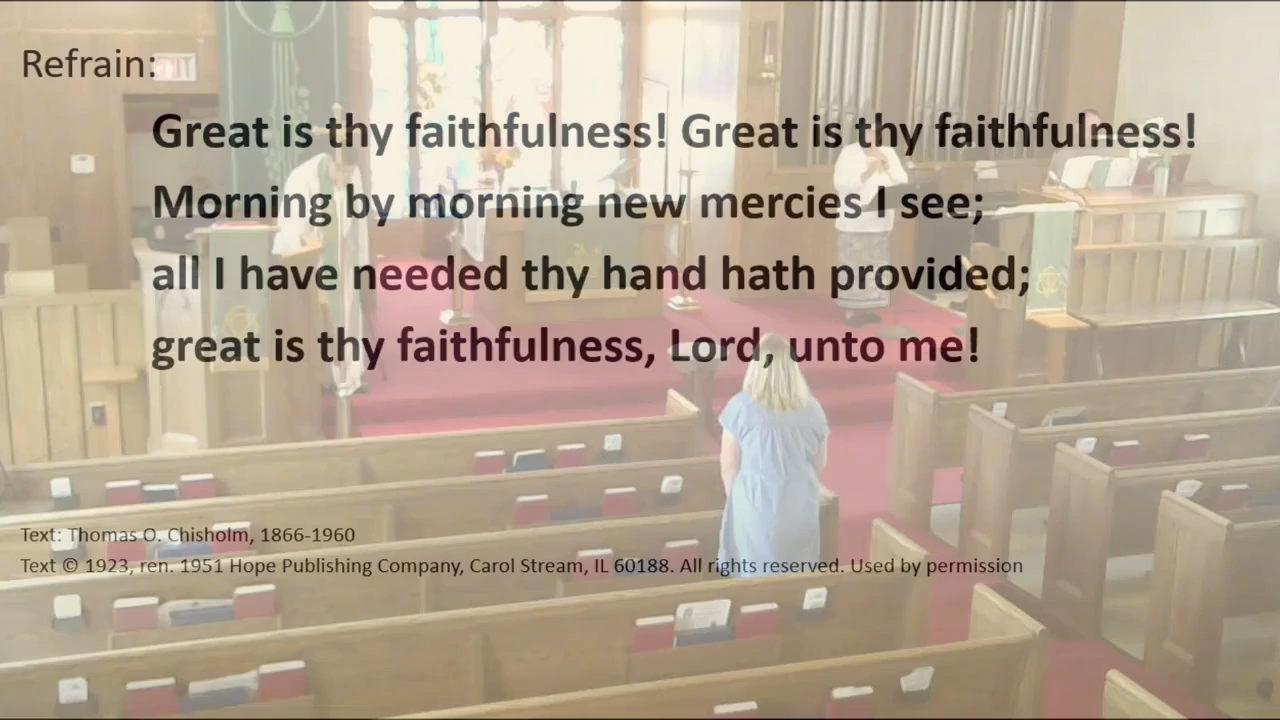 Refrain:
EXIT
Great is thy faithfulness! Great is thy faithfulness!
Morning by morning new mercies I see;
all I have needed thy hand hath provided;
great is thy faithfulness, Lord, unto me!
Text: Thomas O. Chisholm, 1866-1960
Text © 1923, ren. 1951 Hope Publishing Company, Carol Stream, IL 60188. All rights reserved. Used by permission